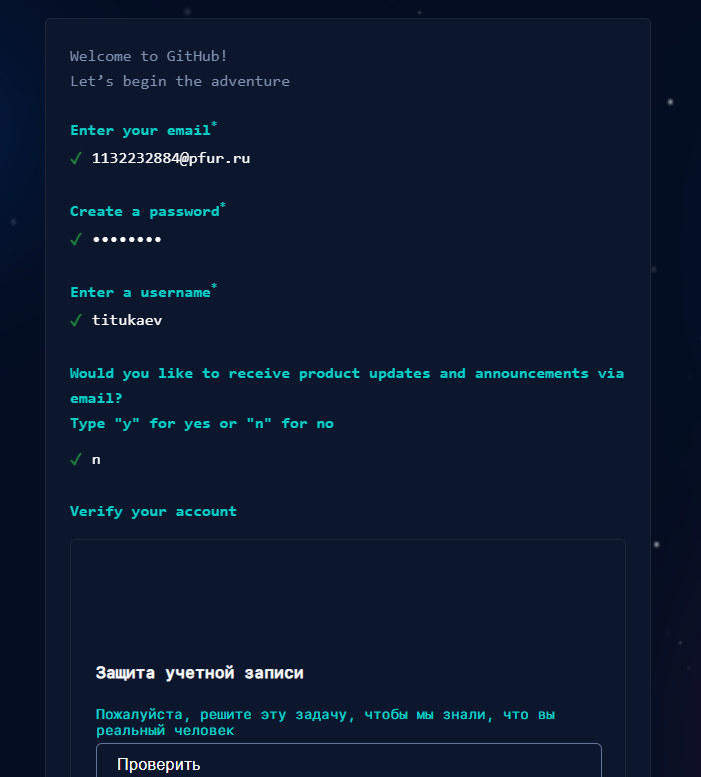 Welcome to GitHub!
Let’s begin the adventure
Enter your email*
✓ 1132232884@pfur.ru
Create a password*
✓ ••••••••
Enter a username*
✓ titukaev
Would you like to receive product updates and announcements via
email?
Type "y" for yes or "n" for no
✓ n
Verify your account
Защита учетной записи
Пожалуйста, решите эту задачу, чтобы мы знали, что вы
реальный человек
Проверить